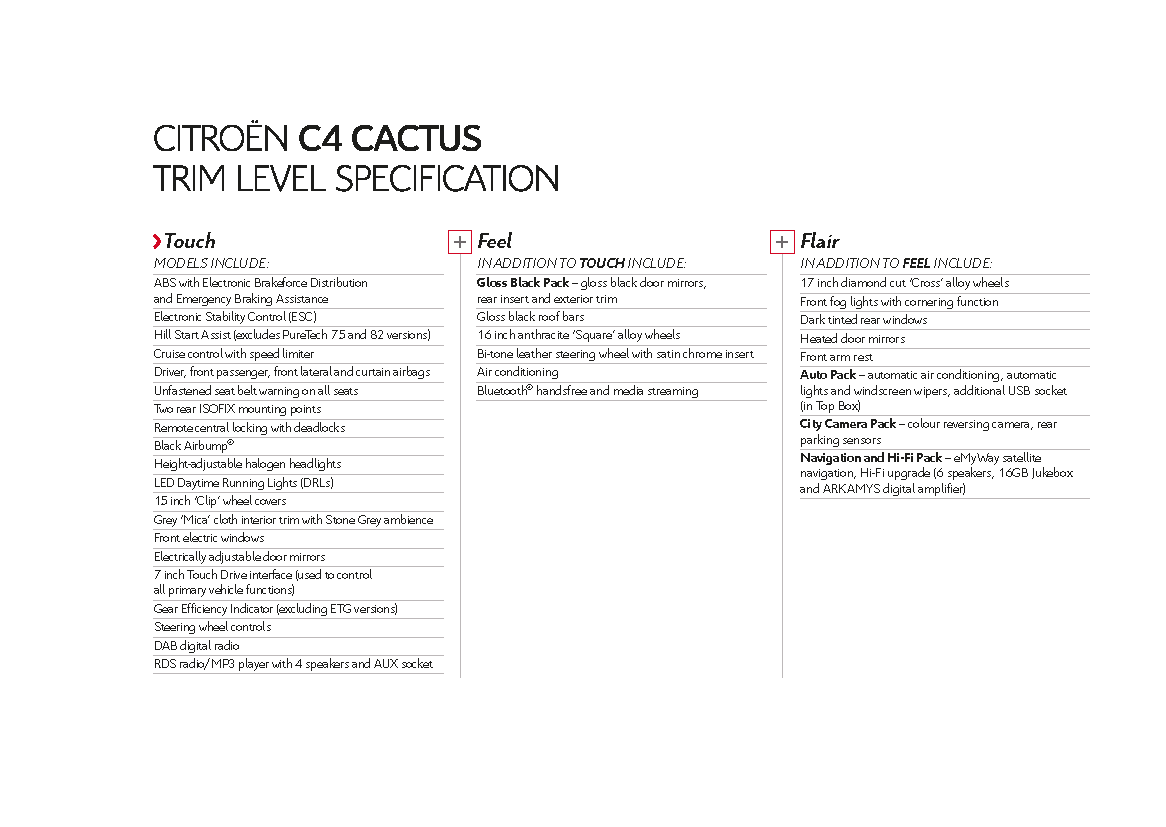 CITROËN C4 CACTUS
TRIM LEVEL SPECIFICATION
Touch
MODELS INCLUDE:
ABS with Electronic Brakeforce Distribution
and Emergency Braking Assistance
Electronic Stability Control (ESC)
Hill Start Assist (excludes PureTech 75 and 82 versions)
Cruise control with speed limiter
Driver, front passenger, front lateral and curtain airbags
Unfastened seat belt warning on all seats
Two rear ISOFIX mounting points
Remote central locking with deadlocks
Black Airbump®
Height-adjustable halogen headlights
LED Daytime Running Lights (DRLs)
15 inch 'Clip' wheel covers
Grey 'Mica' cloth interior trim with Stone Grey ambience
Front electric windows
Electrically adjustable door mirrors
7 inch Touch Drive interface (used to control
all primary vehicle functions)
Gear Efficiency Indicator (excluding ETG versions)
Steering wheel controls
DAB digital radio
RDS radio/MP3 player with 4 speakers and AUX socket
+ Feel
IN ADDITION TO TOUCH INCLUDE:
Gloss Black Pack – gloss black door mirrors,
rear insert and exterior trim
Gloss black roof bars
16 inch anthracite 'Square' alloy wheels
Bi-tone leather steering wheel with satin chrome insert
Air conditioning
Bluetooth® handsfree and media streaming
+ Flair
IN ADDITION TO FEEL INCLUDE:
17 inch diamond cut 'Cross' alloy wheels
Front fog lights with cornering function
Dark tinted rear windows
Heated door mirrors
Front arm rest
Auto Pack – automatic air conditioning, automatic
lights and windscreen wipers, additional USB socket
(in Top Box)
City Camera Pack – colour reversing camera, rear
parking sensors
Navigation and Hi-Fi Pack – eMyWay satellite
navigation, Hi-Fi upgrade (6 speakers, 16GB Jukebox
and ARKAMYS digital amplifier)